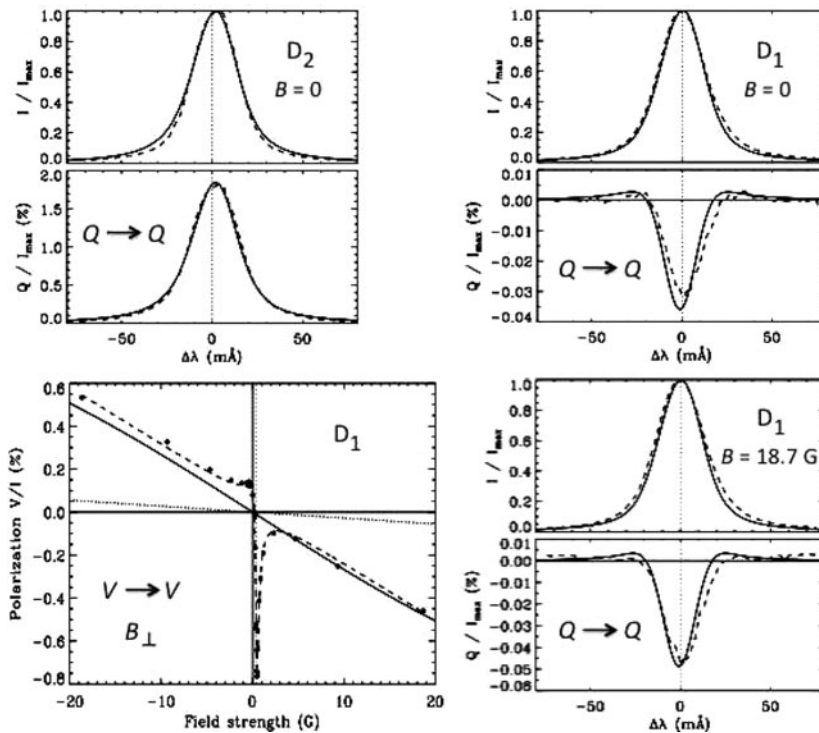 I / Imax
1.0
0.8
0.6
0.4
0.2
0.0
D2
B = 0
Q / Imax (%)
2.0
1.5
1.0
0.5
0.0
Q → Q
-50 0 50
Δλ (mÅ)
I / Imax
1.0
0.8
0.6
0.4
0.2
0.0
D1
B = 0
Q / Imax (%)
0.01
0.00
-0.01
-0.02
-0.03
-0.04
Q → Q
-50 0 50
Δλ (mÅ)
Polarization V/I (%)
0.6
0.4
0.2
0.0
-0.2
-0.4
-0.6
-0.8
D1
V → V
B⊥
-20 -10 0 10 20
Field strength (G)
I / Imax
1.0
0.8
0.6
0.4
0.2
0.0
D1
B = 18.7 G
Q / Imax (%)
0.01
0.00
-0.01
-0.02
-0.03
-0.04
-0.05
-0.06
Q → Q
-50 0 50
Δλ (mÅ)